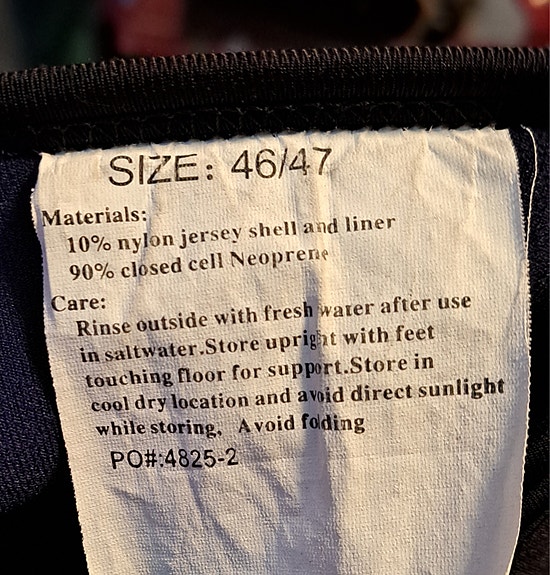 SIZE: 46/47
Materials:
10% nylon jersey shell and liner
90% closed cell Neoprene
Care:
Rinse outside with fresh water after use
in saltwater.Store upright with feet
touching floor for support.Store in
cool dry location and avoid direct sunlight
while storing, Avoid folding
PO#:4825-2